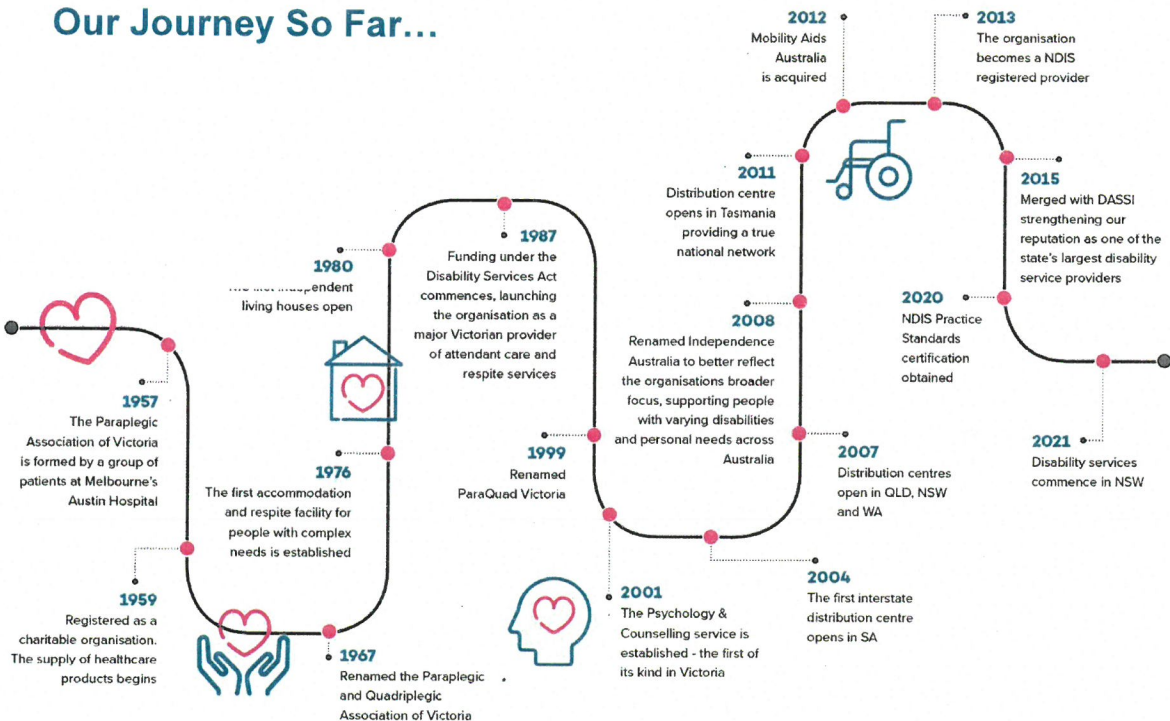 Our Journey So Far...
1957
The Paraplegic
Association of Victoria
is formed by a group of
patients at Melbourne's
Austin Hospital
1959
Registered as a
charitable organisation.
The supply of healthcare
products begins
1967
Renamed the Paraplegic
and Quadriplegic
Association of Victoria
1976
The first accommodation
and respite facility for
people with complex
needs is established
1980
living houses open
1987
Funding under the
Disability Services Act
commences, launching
the organisation as a
major Victorian provider
of attendant care and
respite services
1999
Renamed
ParaQuad Victoria
2001
The Psychology &
Counselling service is
established - the first of
its kind in Victoria
2004
The first interstate
distribution centre
opens in SA
2007
Distribution centres
open in QLD, NSW
and WA
2008
Renamed Independence
Australia to better reflect
the organisations broader
focus, supporting people
with varying disabilities
and personal needs across
Australia
2011
Distribution centre
opens in Tasmania
providing a true
national network
2012
Mobility Aids
Australia
is acquired
2013
The organisation
becomes a NDIS
registered provider
2015
Merged with DASSI
strengthening our
reputation as one of the
state's largest disability
service providers
2020
NDIS Practice
Standards
certification
obtained
2021
Disability services
commence in NSW